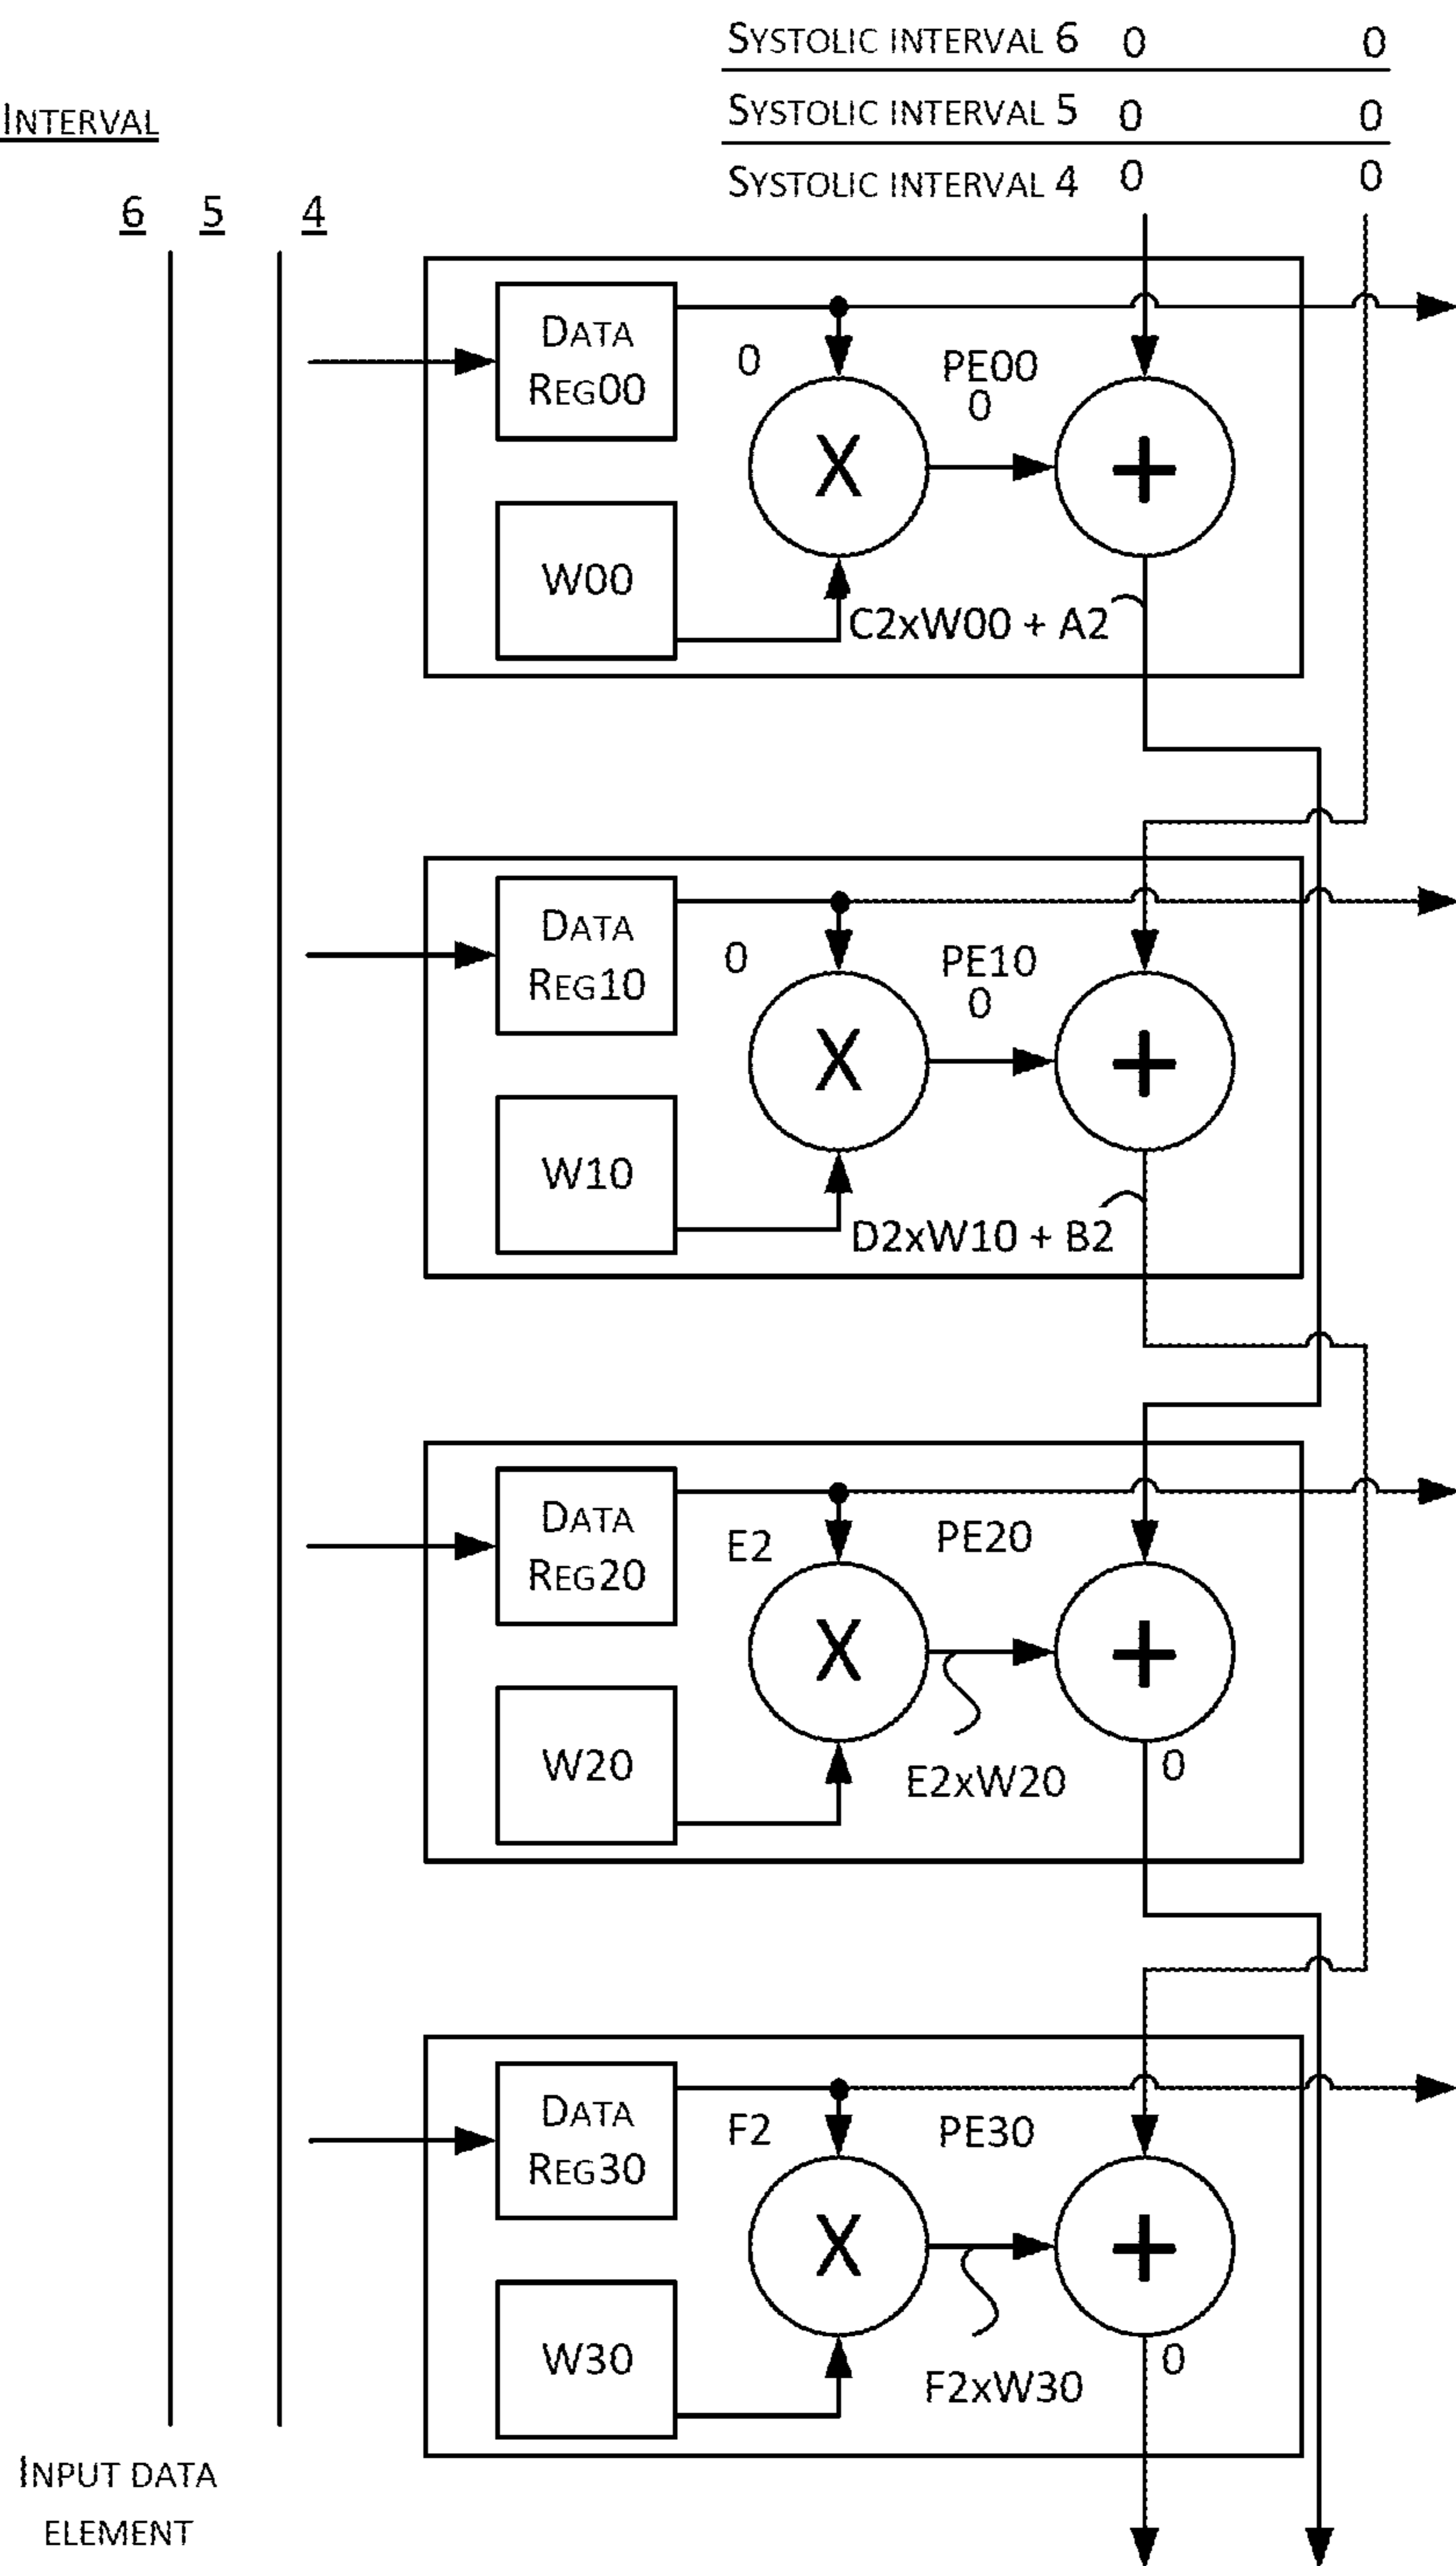 SYSTOLIC INTERVAL 6 0 0
SYSTOLIC INTERVAL 5 0 0
SYSTOLIC INTERVAL 4 0 0
INTERVAL
6 5 4
DATA
REG00
0
PE00
0
X
+
W00
C2xW00 + A2
DATA
REG10
0
PE10
0
X
+
W10
D2xW10 + B2
DATA
REG20
E2
PE20
X
+
W20
E2xW20
0
DATA
REG30
F2
PE30
X
+
W30
F2xW30
0
INPUT DATA
ELEMENT